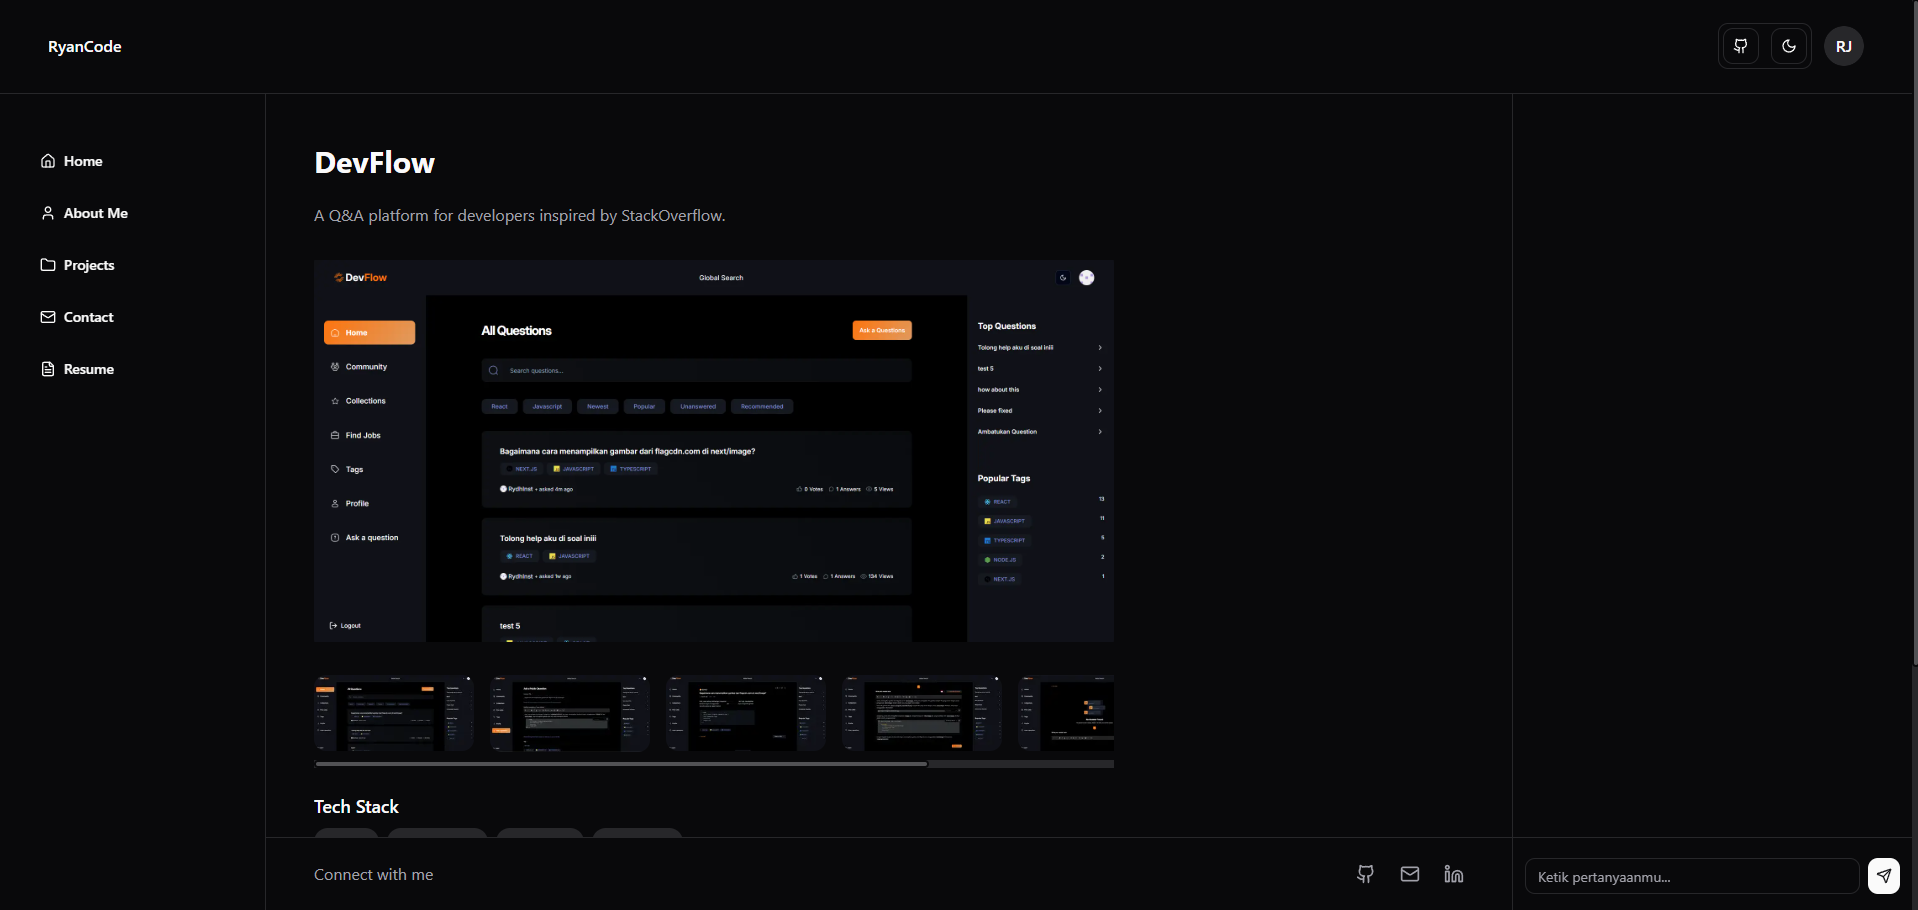 RyanCode
RJ
Home
About Me
Projects
Contact
Resume
DevFlow
A Q&A platform for developers inspired by StackOverflow.
DevFlow
Global Search
Home
Community
Collections
Find Jobs
Tags
Profile
Ask a question
Logout
All Questions
Ask a Questions
Search questions...
React
Javascript
Newest
Popular
Unanswered
Recommended
Bagaimana cara menampilkan gambar dari flagcdn.com di next/image?
NEXT.JS
JAVASCRIPT
TYPESCRIPT
RydhInst • asked 4m ago
0 Votes
1 Answers
5 Views
Tolong help aku di soal iniii
REACT
JAVASCRIPT
RydhInst • asked 1w ago
1 Votes
1 Answers
134 Views
test 5
Top Questions
Tolong help aku di soal iniii
test 5
how about this
Please fixed
Ambatukan Question
Popular Tags
REACT
13
JAVASCRIPT
11
TYPESCRIPT
5
NODE.JS
2
NEXT.JS
1
Tech Stack
Connect with me
Ketik pertanyaanmu...